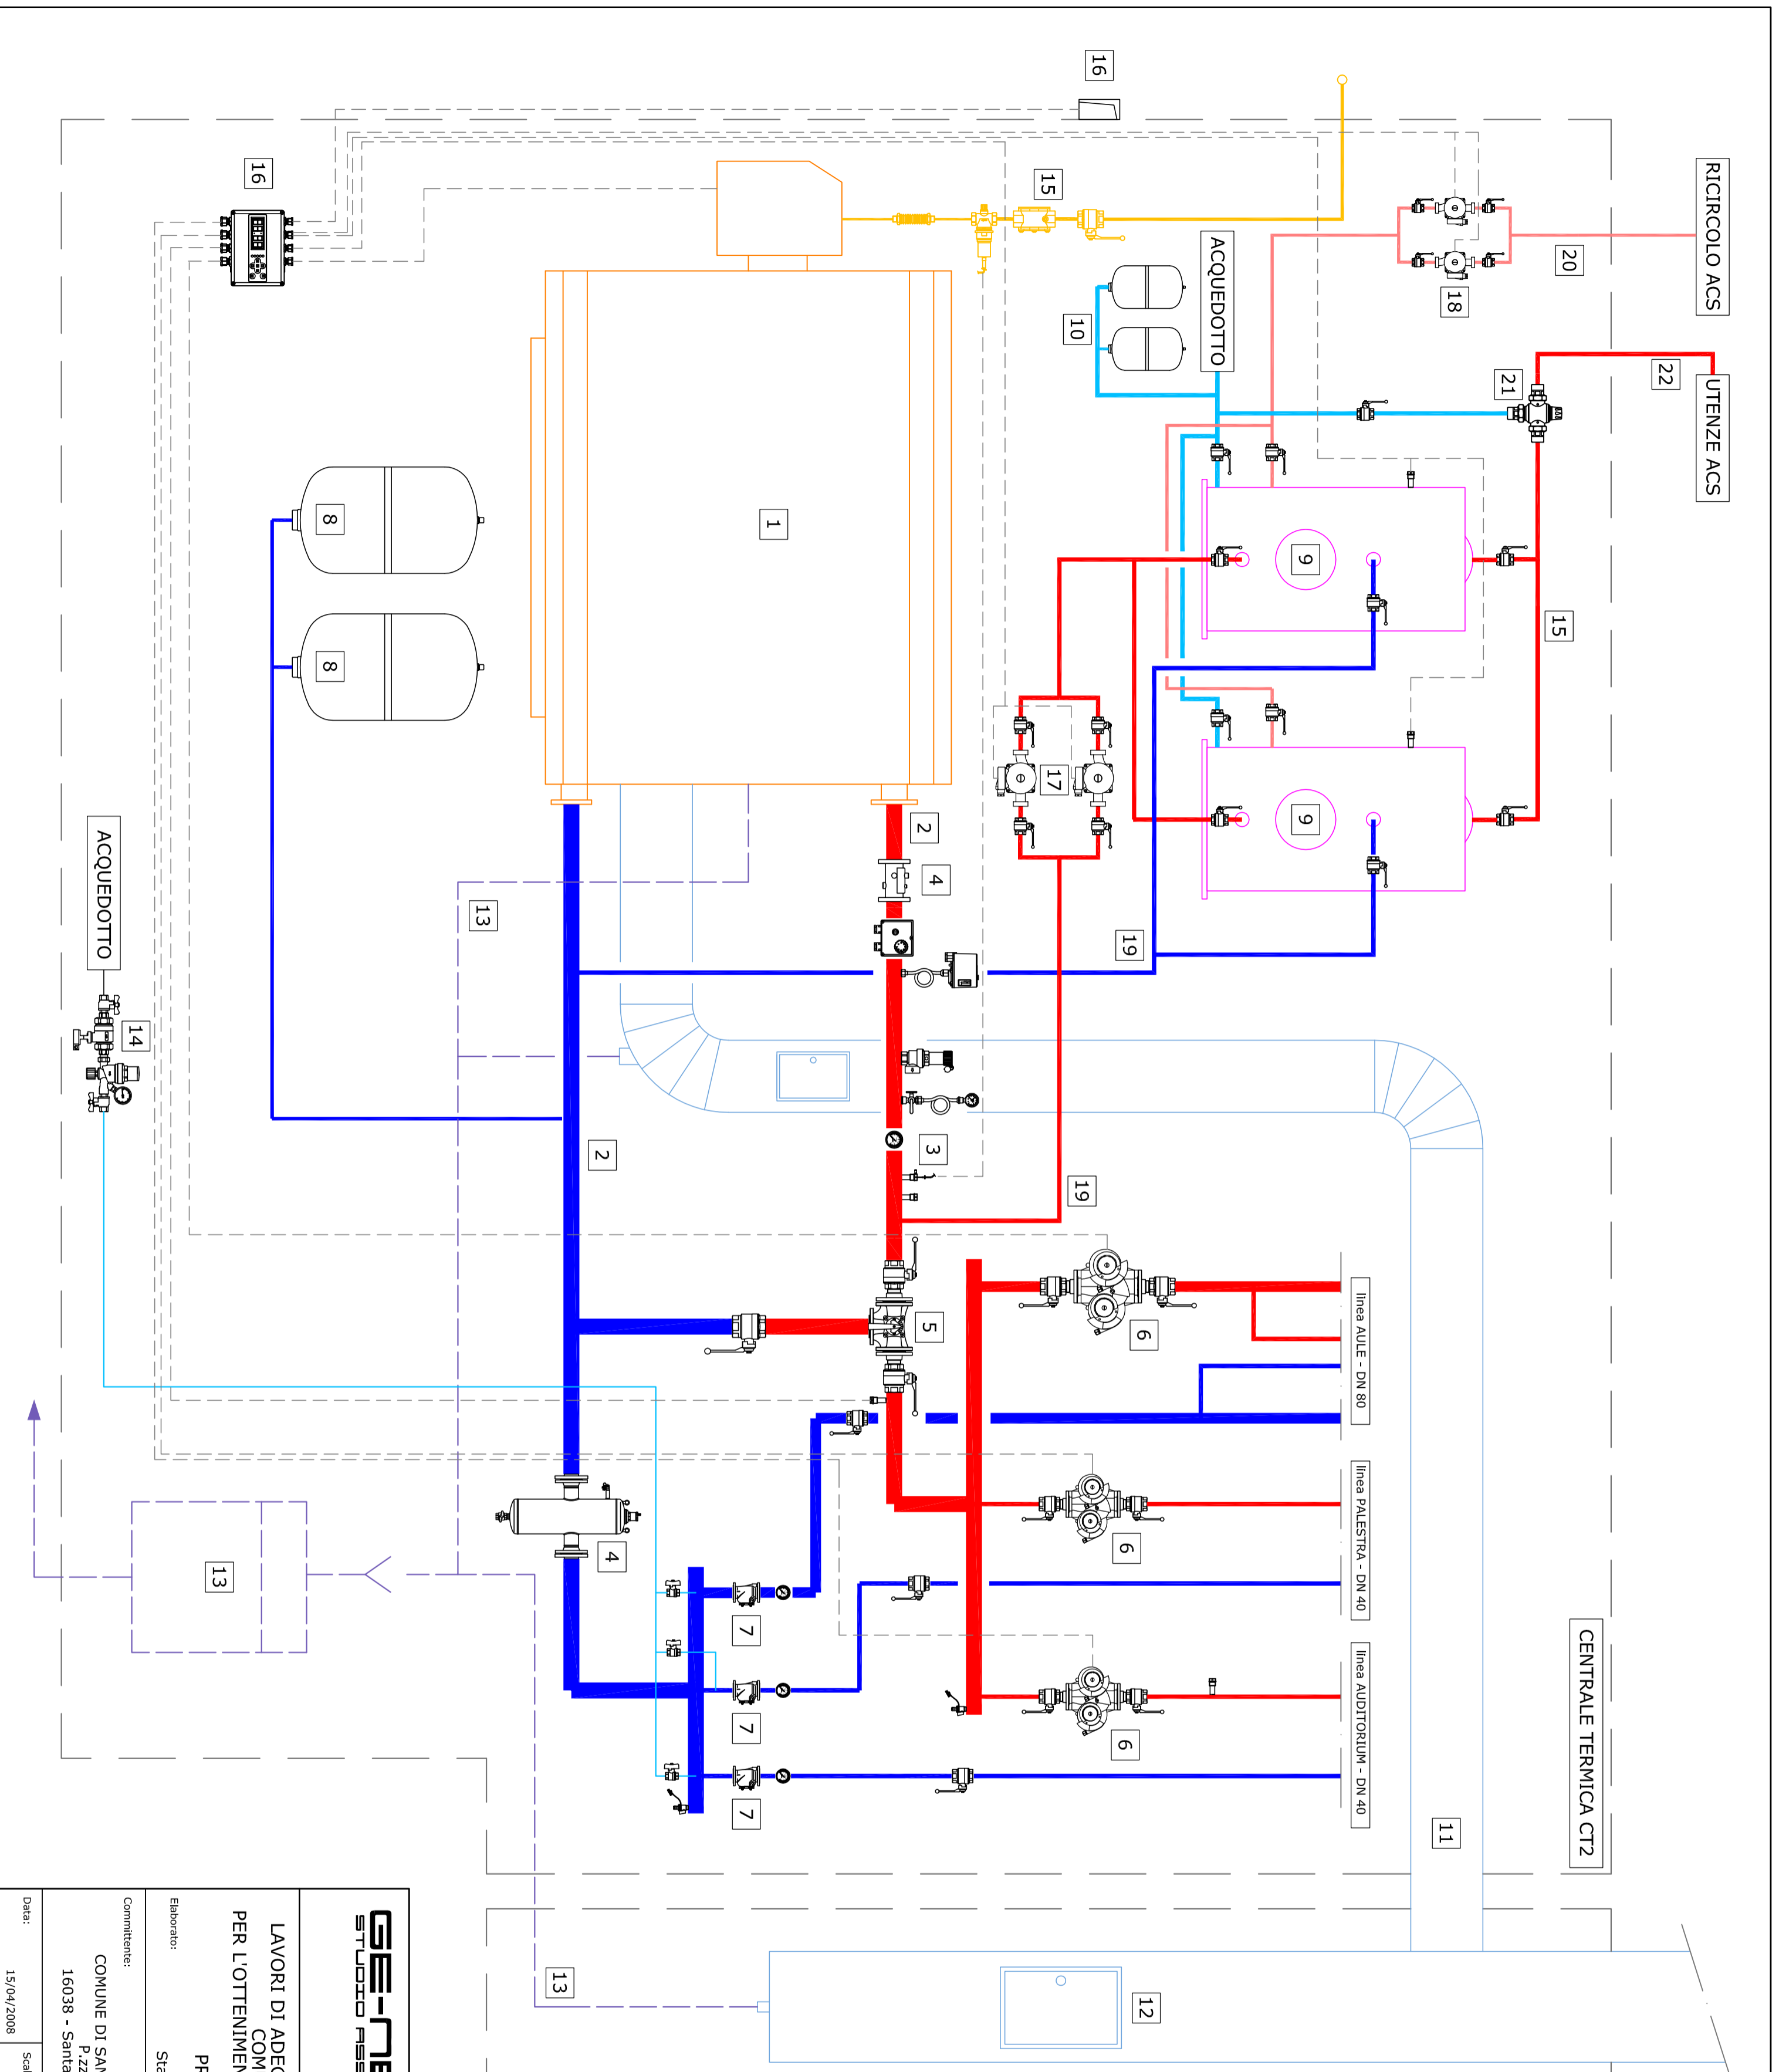 RICIRCOLO ACS
UTENZE ACS
CENTRALE TERMICA CT2
20
22
15
21
18
11
linea AULE - DN 80
linea PALESTRA - DN 40
linea AUDITORIUM - DN 40
9
9
ACQUEDOTTO
16
15
10
17
19
19
6
6
6
12
2
4
3
5
1
7
7
7
2
4
13
13
13
8
8
16
14
ACQUEDOTTO
STUDIO
LAVORI DI
PER
Elaborato:
Committente:
COMUNE DI
16038 - Santa
Data:
15/04/2008